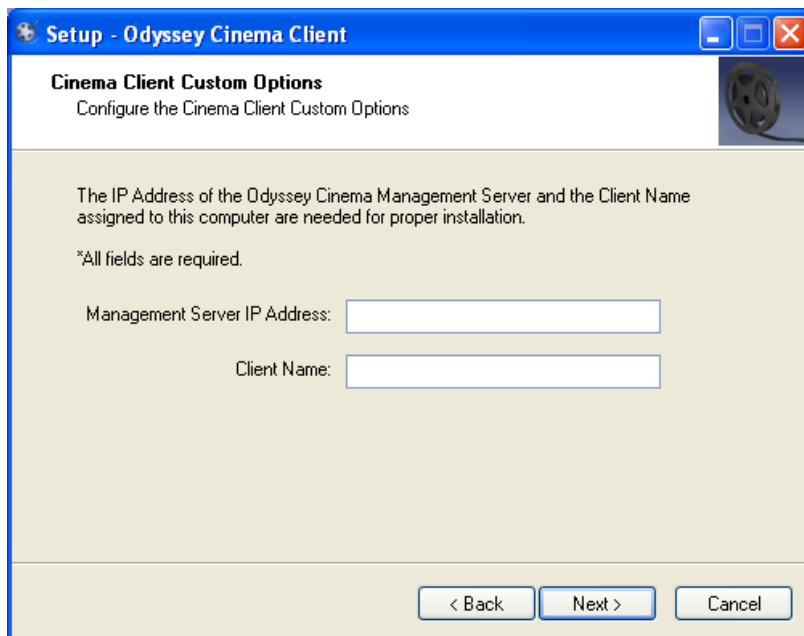 Setup - Odyssey Cinema Client
Cinema Client Custom Options
Configure the Cinema Client Custom Options
The IP Address of the Odyssey Cinema Management Server and the Client Name
assigned to this computer are needed for proper installation.
*All fields are required.
Management Server IP Address:
Client Name:
< Back Next > Cancel